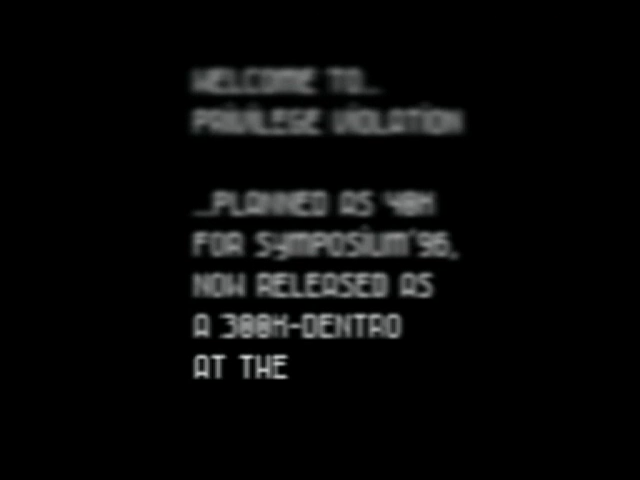 WELCOME TO...
PRIVILEGE VIOLATION
...PLANNED AS 40K
FOR SYMPOSIUM'96,
NOW RELEASED AS
A 300K-DENTRO
AT THE